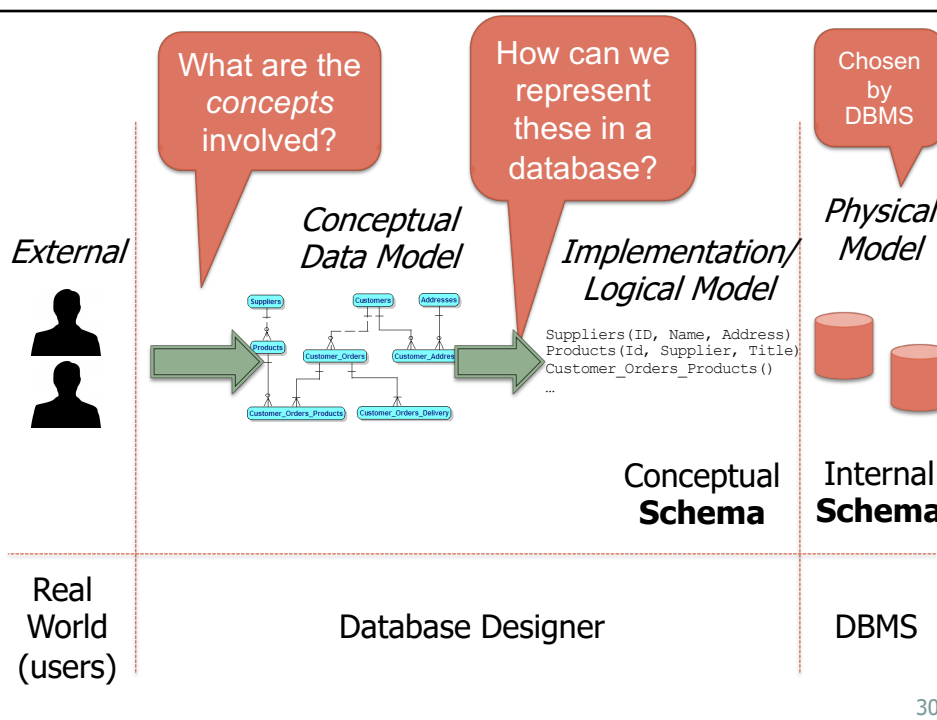 What are the
concepts
involved?
How can we
represent
these in a
database?
Chosen
by
DBMS
External
Conceptual
Data Model
Implementation/
Logical Model
Physical
Model
Suppliers
Customers
Addresses
Products
Customer_Orders
Customer_Addres
Customer_Orders_Products
Customer_Orders_Delivery
Suppliers(ID, Name, Address)
Products(Id, Supplier, Title)
Customer_Orders_Products()
…
Conceptual
Schema
Internal
Schema
Real
World
(users)
Database Designer
DBMS
30